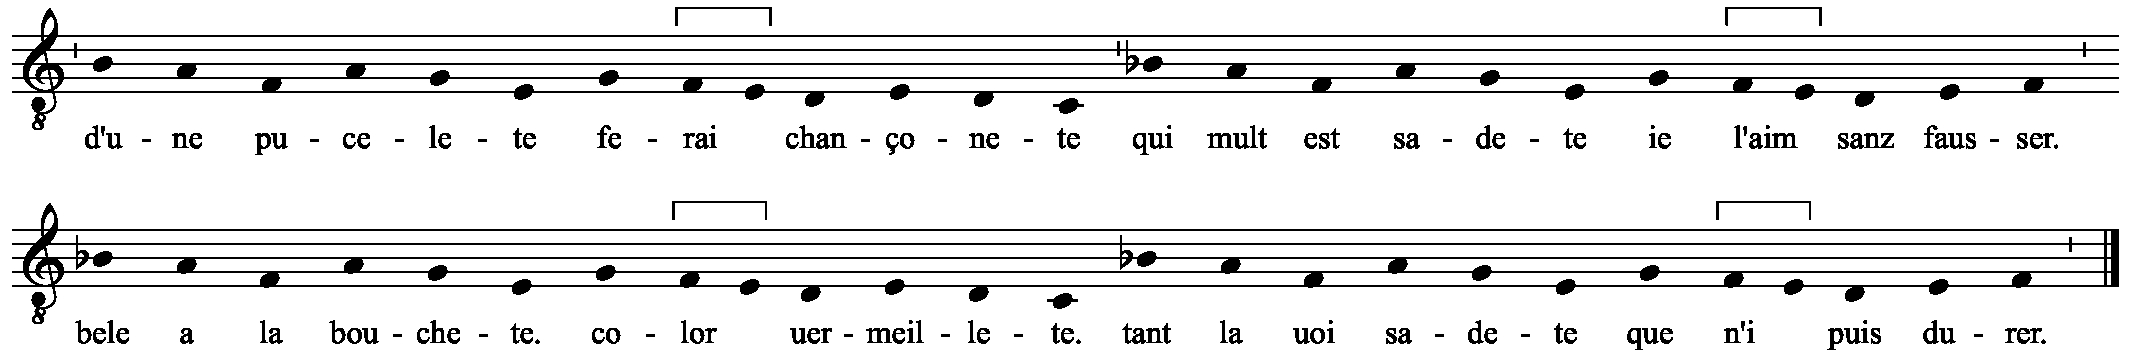 d'u - ne pu - ce - le - te fe - rai chan - ço - ne - te qui mult est sa - de - te ie l'aim sanz faus - ser.
bele a la bou - che - te. co - lor uer - meil - le - te. tant la uoi sa - de - te que n'i puis du - rer.